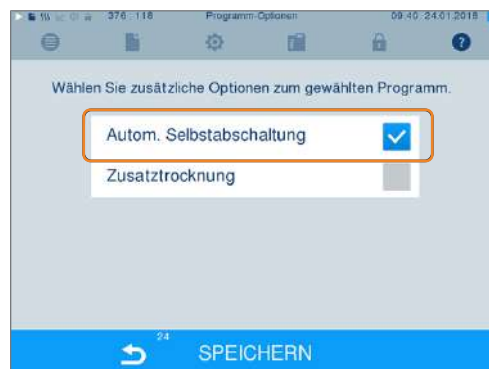 376 : 118 Programm-Optionen 09:40 24.01.2018
?
Wählen Sie zusätzliche Optionen zum gewählten Programm.
Autom. Selbstabschaltung
Zusatztrocknung
24
SPEICHERN